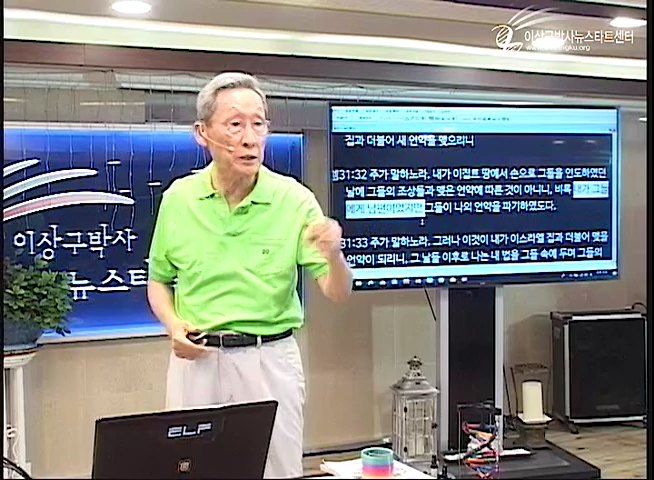 이상구박사뉴스타트센터
집과 더불어 새 언약을 맺으리니
31:32 주가 말하노라. 내가 이집트 땅에서 손으로 그들을 인도하였던
날에 그들의 조상들과 맺은 언약에 따른 것이 아니니, 비록 내가 그들
에게 남편이었지만 그들이 나의 언약을 파기하였도다.
31:33 주가 말하노라. 그러나 이것이 내가 이스라엘 집과 더불어 맺을
언약이 되리니, 그 날들 이후로 나는 내 법을 그들 속에 두며 그들의
이상구박사
뉴스타트
ELF